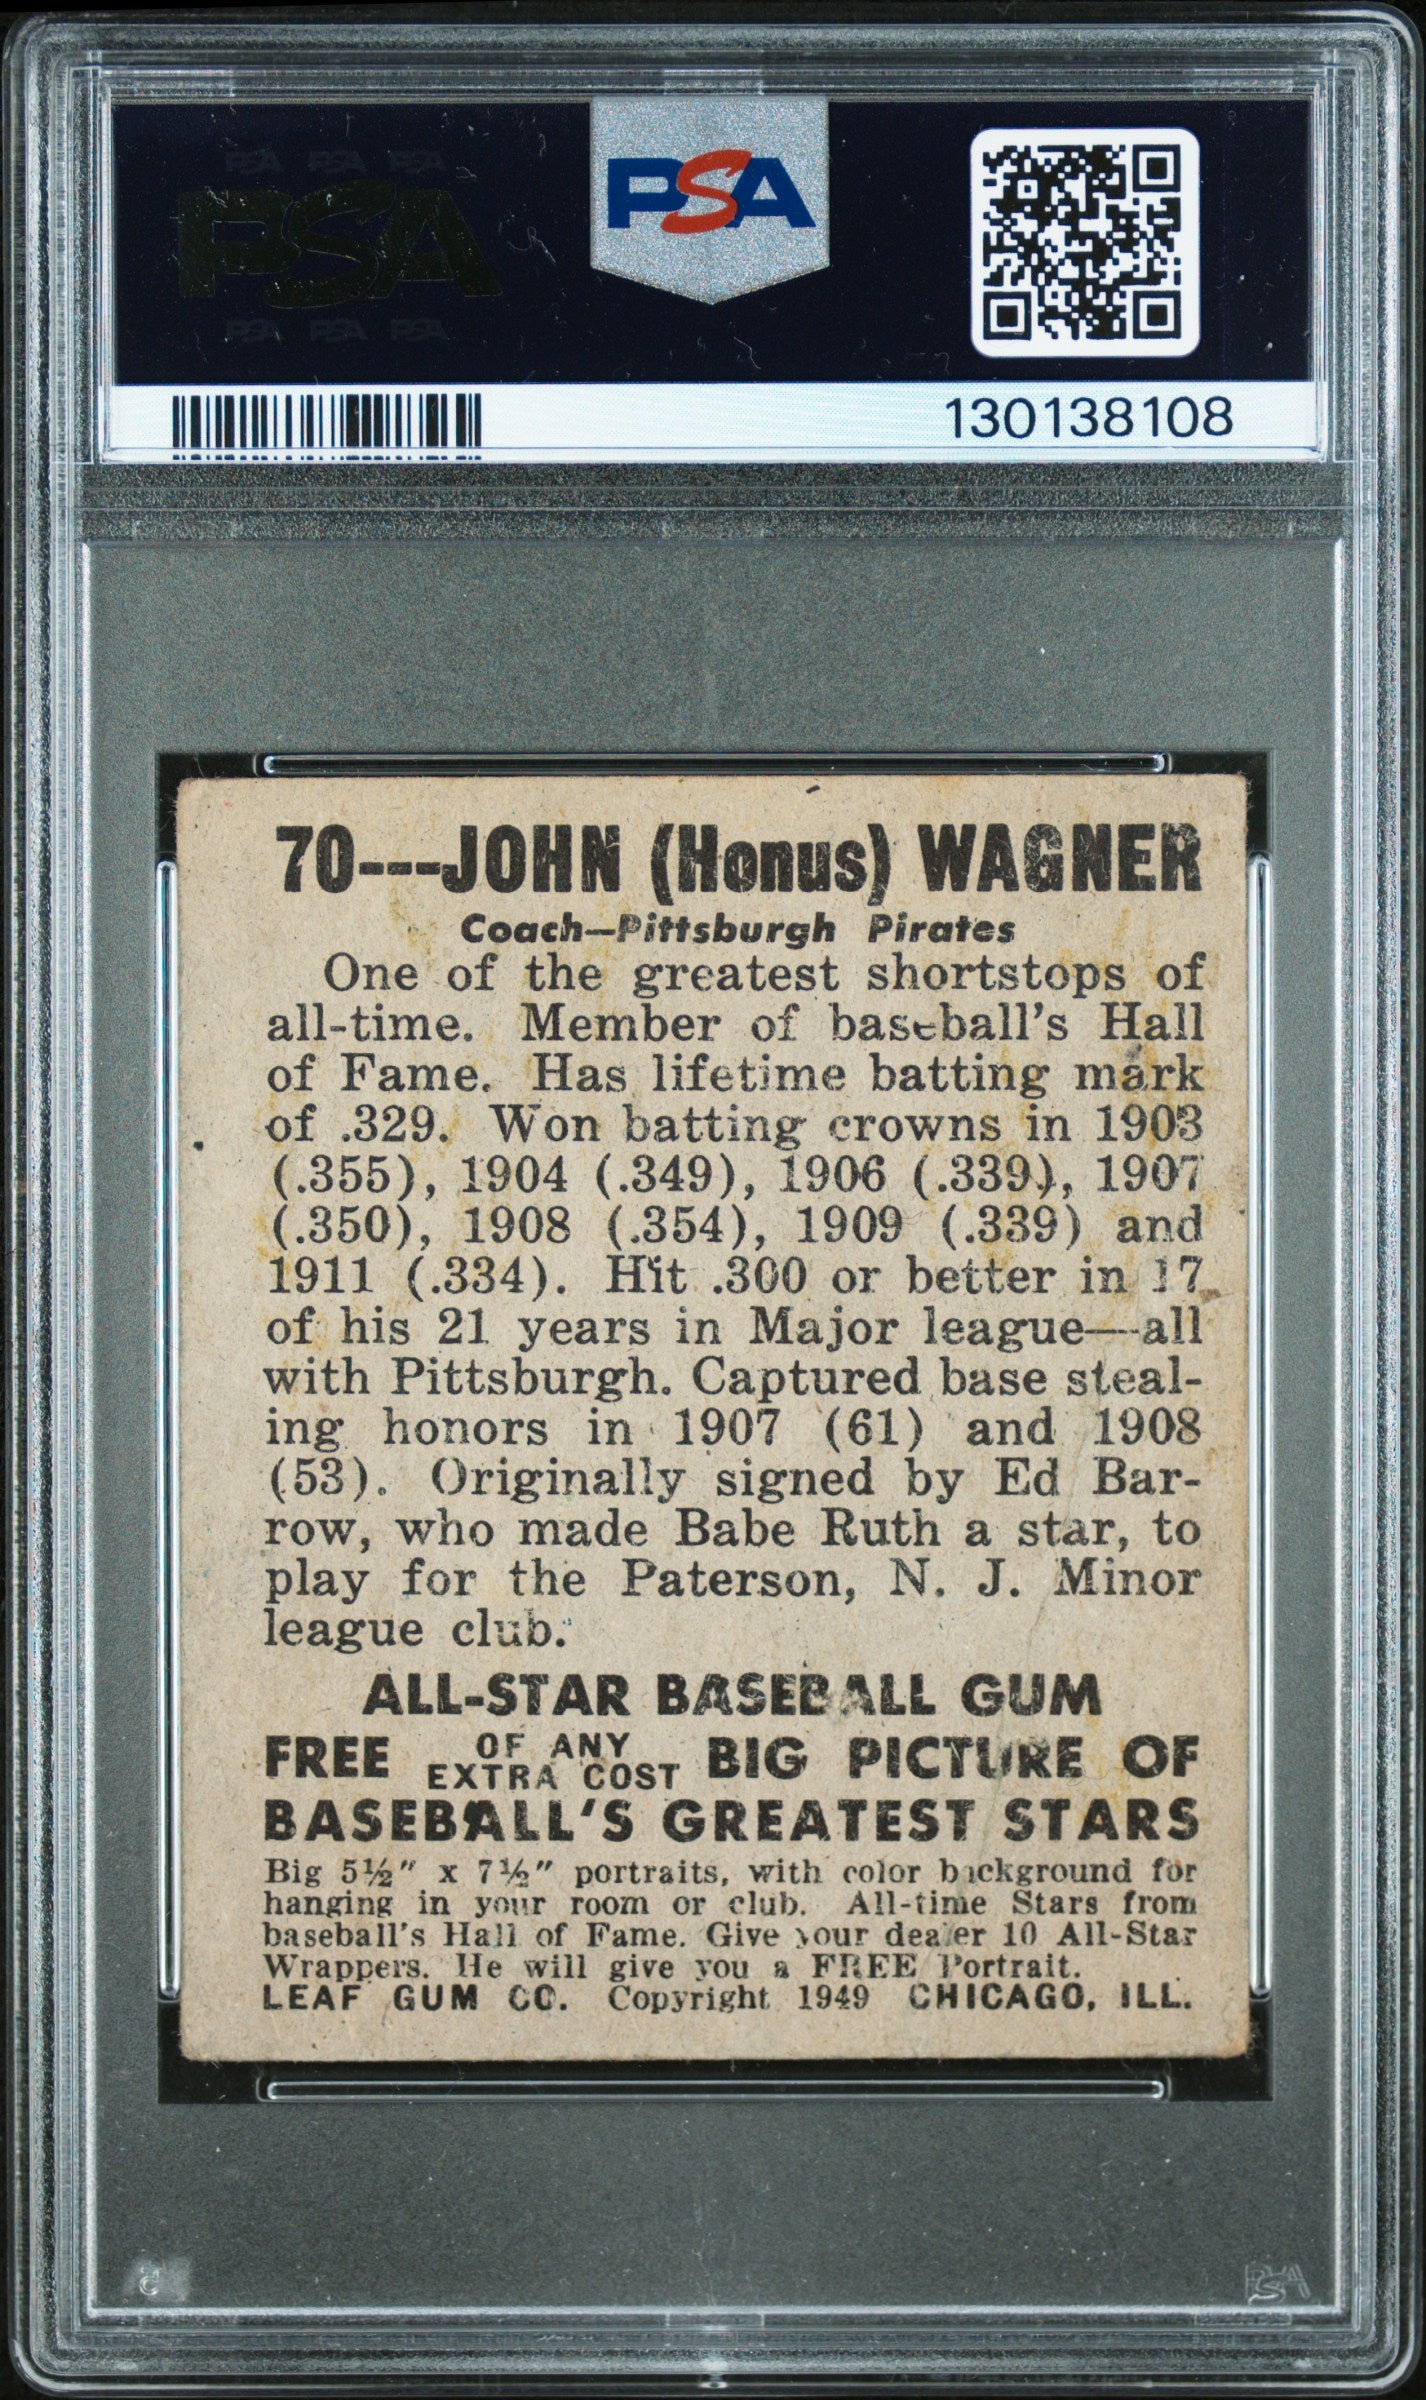 PSA PSA PSA
PSA
PSA PSA PSA
PSA
130138108
70---JOHN (Honus) WAGNER
Coach—Pittsburgh Pirates
One of the greatest shortstops of
all-time. Member of baseball's Hall
of Fame. Has lifetime batting mark
of .329. Won batting crowns in 1903
(.355), 1904 (.349), 1906 (.339), 1907
(.350), 1908 (.354), 1909 (.339) and
1911 (.334). Hit .300 or better in 17
of his 21 years in Major league—all
with Pittsburgh. Captured base steal-
ing honors in 1907 (61) and 1908
(53). Originally signed by Ed Bar-
row, who made Babe Ruth a star, to
play for the Paterson, N. J. Minor
league club.
ALL-STAR BASEBALL GUM
FREE OF ANY EXTRA COST BIG PICTURE OF
BASEBALL'S GREATEST STARS
Big 5½" x 7½" portraits, with color background for
hanging in your room or club. All-time Stars from
baseball's Hall of Fame. Give your dealer 10 All-Star
Wrappers. He will give you a FREE Portrait.
LEAF GUM CO. Copyright 1949 CHICAGO, ILL.
PSA